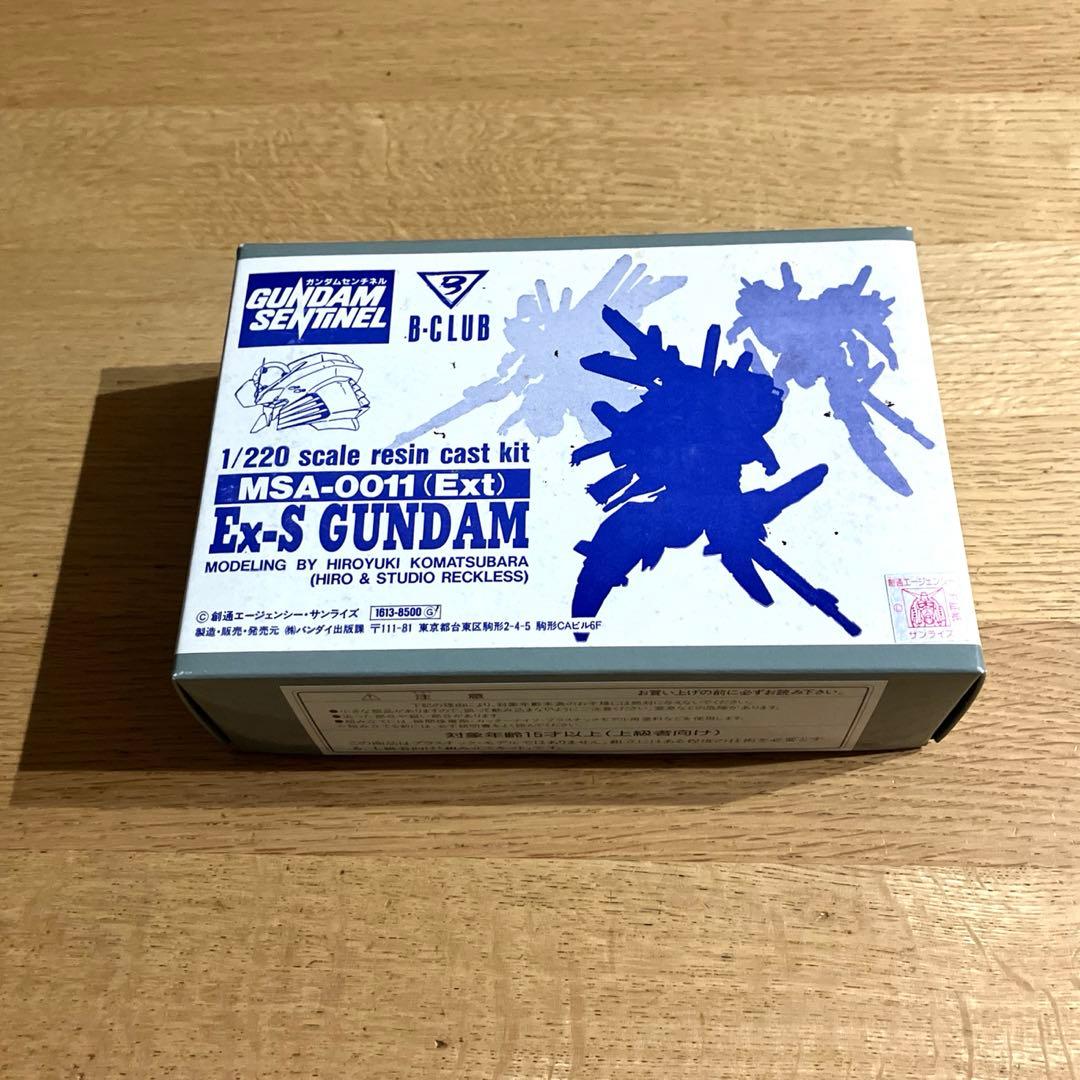 ガンダムセンチネル
GUNDAM
SENTINEL
B
B-CLUB
1/220 scale resin cast kit
MSA-0011(Ext)
Ex-S GUNDAM
MODELING BY HIROYUKI KOMATSUBARA
(HIRO & STUDIO RECKLESS)
©創通エージェンシー・サンライズ 1613-8500 G
製造・販売・発売元 ㈱バンダイ出版課 〒111-81 東京都台東区駒形2-4-5 駒形CAビル6F
創通エージェンシー
©
サンライズ
注意 お買い上げの前に必ずお読み下さい。
対象年齢15才以上(上級者向け)